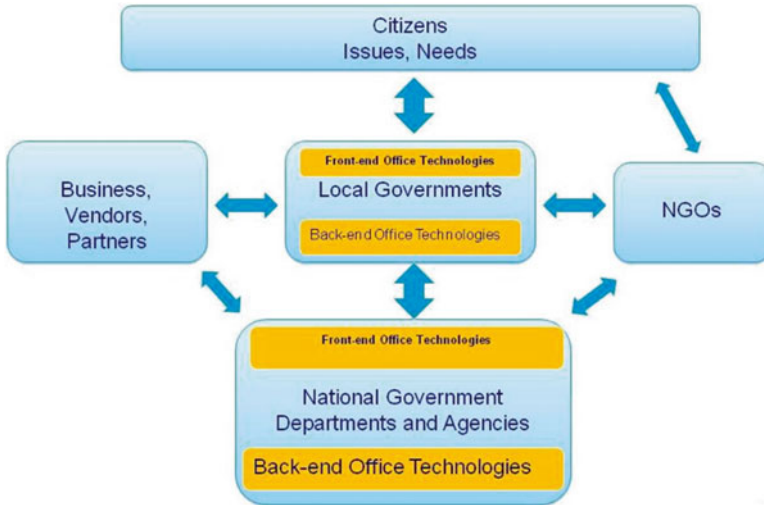 Citizens
Issues, Needs
Front-end Office Technologies
Local Governments
Back-end Office Technologies
Business,
Vendors,
Partners
NGOs
Front-end Office Technologies
National Government
Departments and Agencies
Back-end Office Technologies